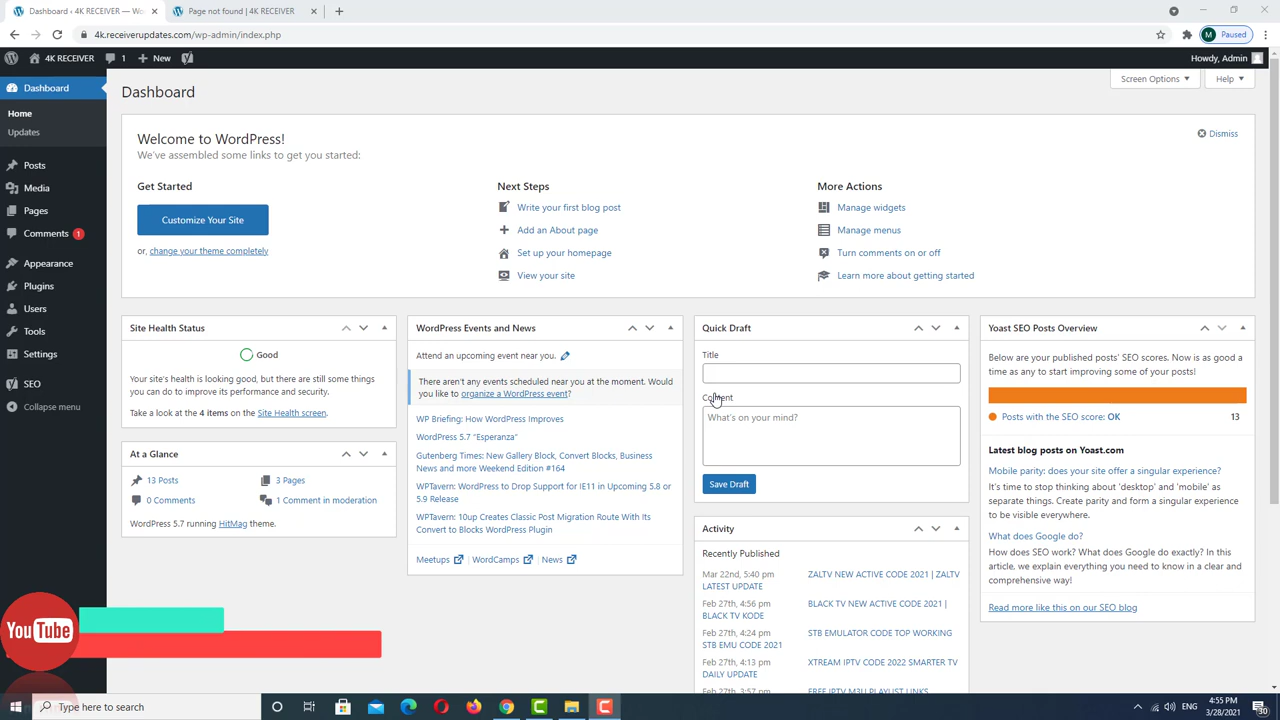 Dashboard ‹ 4K RECEIVER — Wo
Page not found | 4K RECEIVER
4k.receiverupdates.com/wp-admin/index.php
M Paused
4K RECEIVER 1 New
Howdy, Admin
Dashboard
Home
Updates
Posts
Media
Pages
Comments 1
Appearance
Plugins
Users
Tools
Settings
SEO
Collapse menu
Dashboard
Screen Options
Help
Welcome to WordPress!
We've assembled some links to get you started:
Dismiss
Get Started
Customize Your Site
or, change your theme completely
Next Steps
Write your first blog post
Add an About page
Set up your homepage
View your site
More Actions
Manage widgets
Manage menus
Turn comments on or off
Learn more about getting started
Site Health Status
Good
Your site's health is looking good, but there are still some things
you can do to improve its performance and security.
Take a look at the 4 items on the Site Health screen.
At a Glance
13 Posts
3 Pages
0 Comments
1 Comment in moderation
WordPress 5.7 running HitMag theme.
WordPress Events and News
Attend an upcoming event near you.
There aren't any events scheduled near you at the moment. Would
you like to organize a WordPress event?
WP Briefing: How WordPress Improves
WordPress 5.7 "Esperanza"
Gutenberg Times: New Gallery Block, Convert Blocks, Business
News and more Weekend Edition #164
WPTavern: WordPress to Drop Support for IE11 in Upcoming 5.8 or
5.9 Release
WPTavern: 10up Creates Classic Post Migration Route With Its
Convert to Blocks WordPress Plugin
Meetups
WordCamps
News
Quick Draft
Title
Content
What's on your mind?
Save Draft
Activity
Recently Published
Mar 22nd, 5:40 pm ZALTV NEW ACTIVE CODE 2021 | ZALTV
LATEST UPDATE
Feb 27th, 4:56 pm BLACK TV NEW ACTIVE CODE 2021 |
BLACK TV KODE
Feb 27th, 4:24 pm STB EMULATOR CODE TOP WORKING
STB EMU CODE 2021
Feb 27th, 4:13 pm XTREAM IPTV CODE 2022 SMARTER TV
DAILY UPDATE
Feb 27th, 3:57 pm FREE IPTV M3U PLAYLIST LINKS
Yoast SEO Posts Overview
Below are your published posts' SEO scores. Now is as good a
time as any to start improving some of your posts!
Posts with the SEO score: OK 13
Latest blog posts on Yoast.com
Mobile parity: does your site offer a singular experience?
It's time to stop thinking about 'desktop' and 'mobile' as
separate things. Create parity and form a singular experience
to be visible everywhere.
What does Google do?
How does SEO work? What does Google do exactly? In this
article, we explain everything you need to know in a clear and
comprehensive way!
Read more like this on our SEO blog
YouTube
Type here to search
ENG
4:55 PM
3/28/2021
30